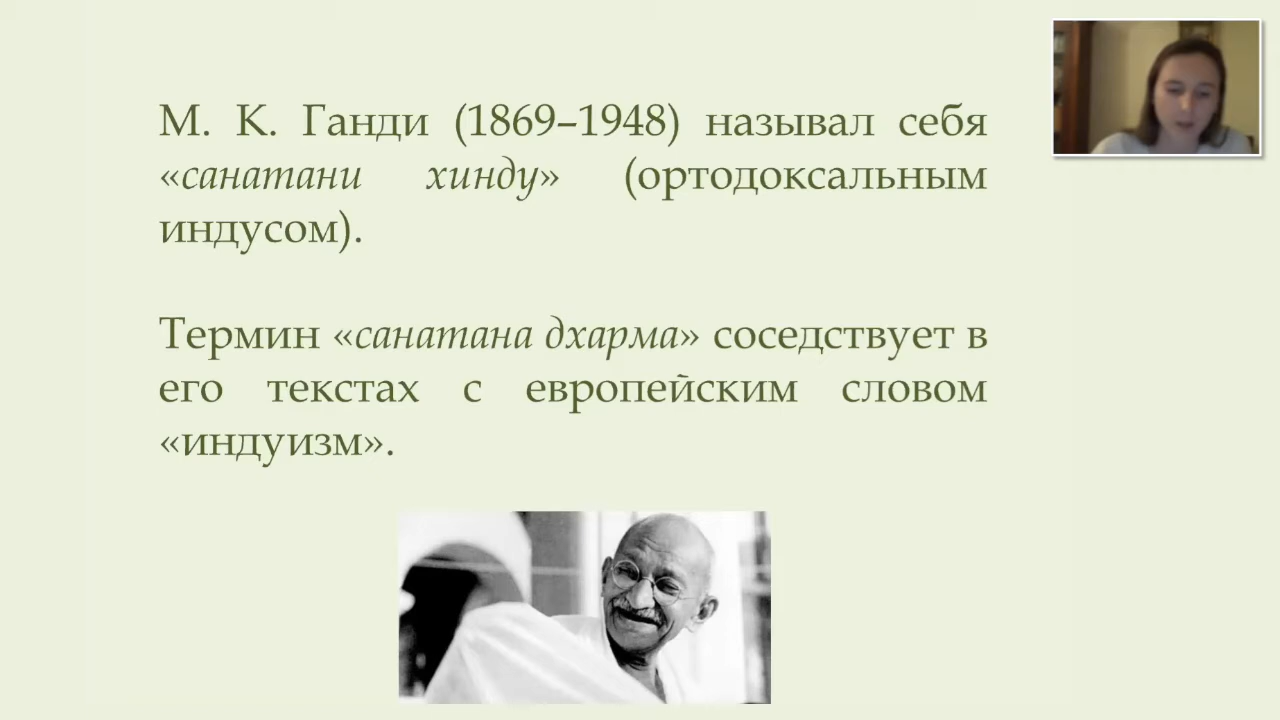 М. К. Ганди (1869–1948) называл себя
«санатани хинду» (ортодоксальным
индусом).
Термин «санатана дхарма» соседствует в
его текстах с европейским словом
«индуизм».